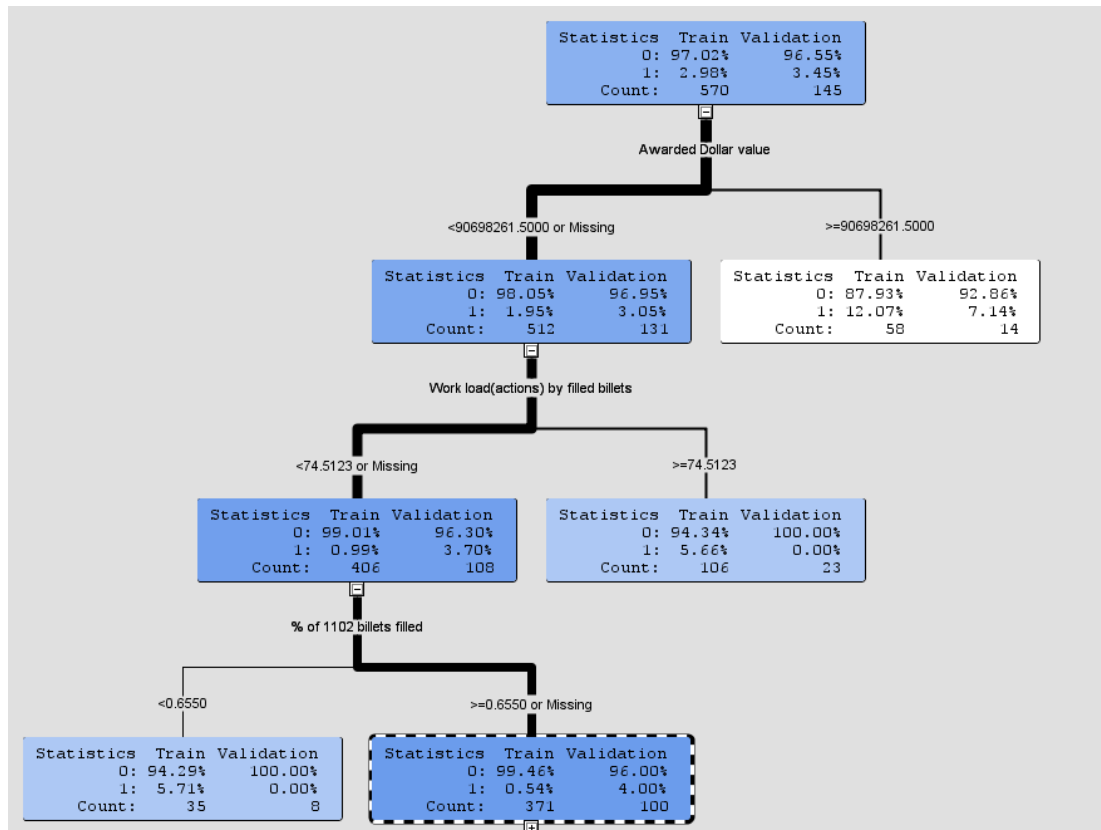 Statistics Train Validation
0: 97.02% 96.55%
1: 2.98% 3.45%
Count: 570 145
Awarded Dollar value
<90698261.5000 or Missing
>=90698261.5000
Statistics Train Validation
0: 98.05% 96.95%
1: 1.95% 3.05%
Count: 512 131
Statistics Train Validation
0: 87.93% 92.86%
1: 12.07% 7.14%
Count: 58 14
Work load(actions) by filled billets
<74.5123 or Missing
>=74.5123
Statistics Train Validation
0: 99.01% 96.30%
1: 0.99% 3.70%
Count: 406 108
Statistics Train Validation
0: 94.34% 100.00%
1: 5.66% 0.00%
Count: 106 23
% of 1102 billets filled
<0.6550
>=0.6550 or Missing
Statistics Train Validation
0: 94.29% 100.00%
1: 5.71% 0.00%
Count: 35 8
Statistics Train Validation
0: 99.46% 96.00%
1: 0.54% 4.00%
Count: 371 100